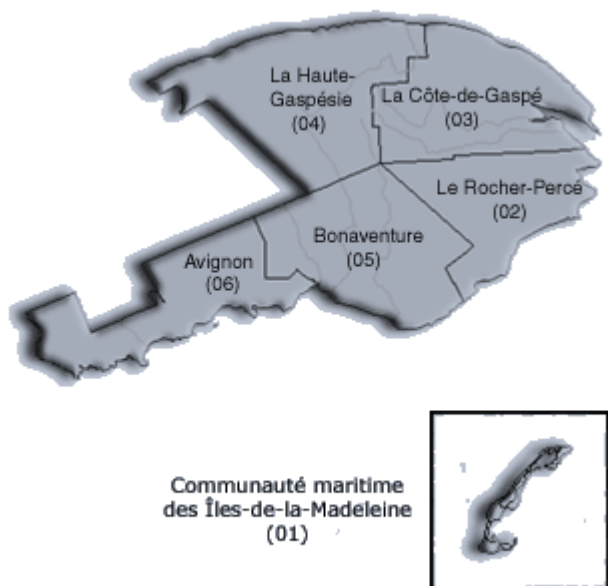 La Haute-
Gaspésie
(04)
La Côte-de-Gaspé
(03)
Le Rocher-Percé
(02)
Bonaventure
(05)
Avignon
(06)
Communauté maritime
des Îles-de-la-Madeleine
(01)